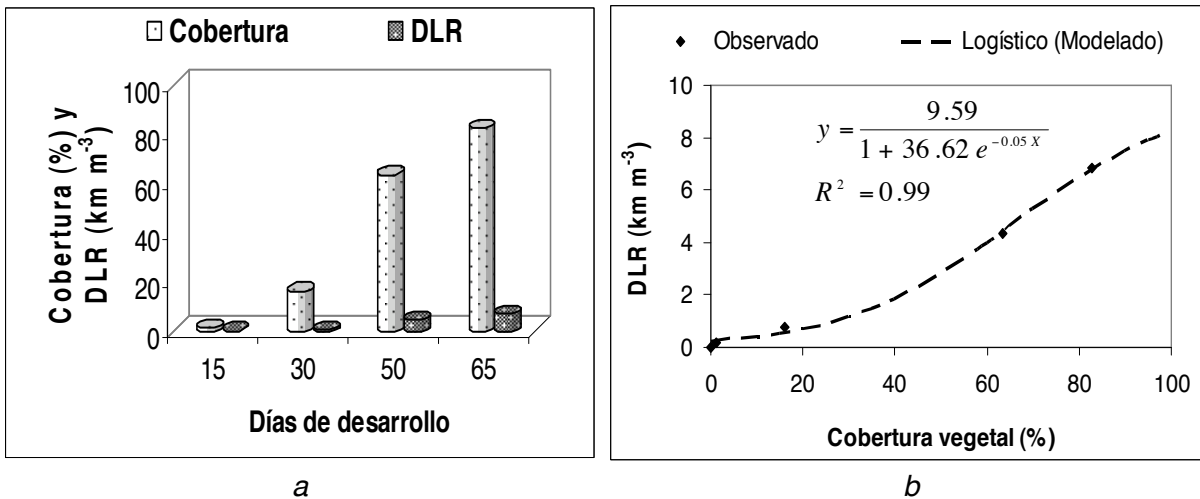 Cobertura DLR
Cobertura (%) y
DLR (km m-3)
100
80
60
40
20
0
15 30 50 65
Días de desarrollo
a
Observado Logístico (Modelado)
DLR (km m-3)
10
8
6
4
2
0
y = 9.59 / (1 + 36.62 e^{-0.05 X})
R² = 0.99
0 20 40 60 80 100
Cobertura vegetal (%)
b